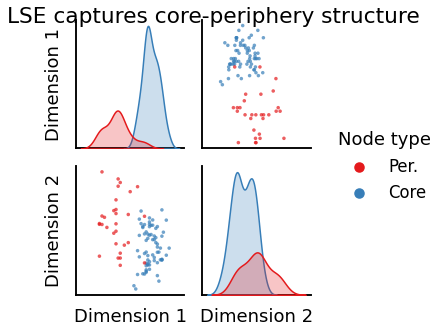 LSE captures core-periphery structure
Dimension 1
Node type
Per.
Core
Dimension 2
Dimension 1
Dimension 2